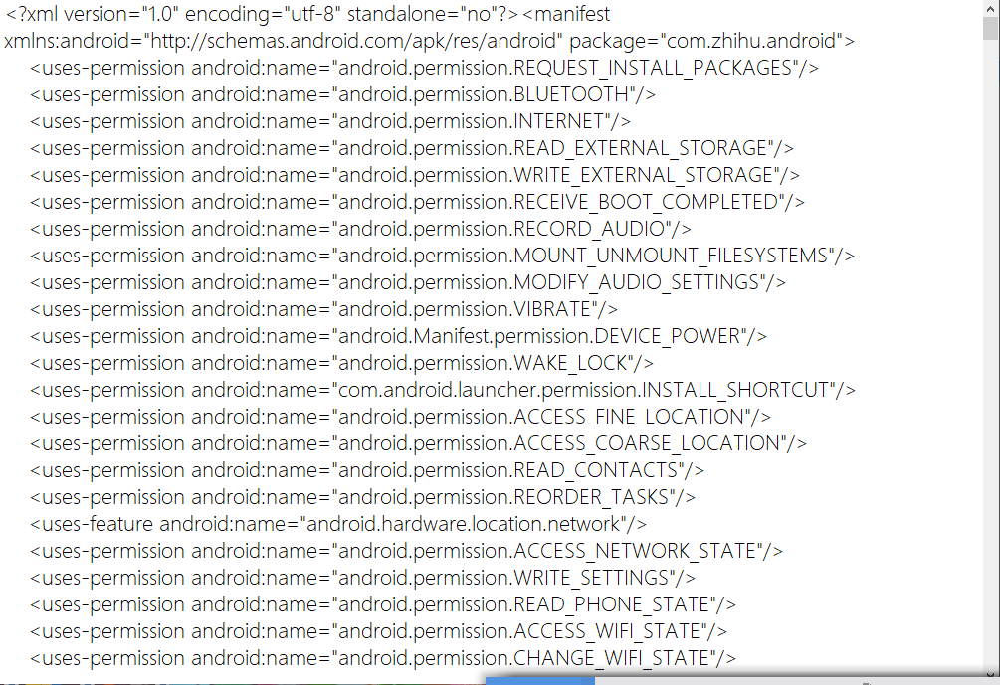 <?xml version="1.0" encoding="utf-8" standalone="no"?><manifest
xmlns:android="http://schemas.android.com/apk/res/android" package="com.zhihu.android">
<uses-permission android:name="android.permission.REQUEST_INSTALL_PACKAGES"/>
<uses-permission android:name="android.permission.BLUETOOTH"/>
<uses-permission android:name="android.permission.INTERNET"/>
<uses-permission android:name="android.permission.READ_EXTERNAL_STORAGE"/>
<uses-permission android:name="android.permission.WRITE_EXTERNAL_STORAGE"/>
<uses-permission android:name="android.permission.RECEIVE_BOOT_COMPLETED"/>
<uses-permission android:name="android.permission.RECORD_AUDIO"/>
<uses-permission android:name="android.permission.MOUNT_UNMOUNT_FILESYSTEMS"/>
<uses-permission android:name="android.permission.MODIFY_AUDIO_SETTINGS"/>
<uses-permission android:name="android.permission.VIBRATE"/>
<uses-permission android:name="android.Manifest.permission.DEVICE_POWER"/>
<uses-permission android:name="android.permission.WAKE_LOCK"/>
<uses-permission android:name="com.android.launcher.permission.INSTALL_SHORTCUT"/>
<uses-permission android:name="android.permission.ACCESS_FINE_LOCATION"/>
<uses-permission android:name="android.permission.ACCESS_COARSE_LOCATION"/>
<uses-permission android:name="android.permission.READ_CONTACTS"/>
<uses-permission android:name="android.permission.REORDER_TASKS"/>
<uses-feature android:name="android.hardware.location.network"/>
<uses-permission android:name="android.permission.ACCESS_NETWORK_STATE"/>
<uses-permission android:name="android.permission.WRITE_SETTINGS"/>
<uses-permission android:name="android.permission.READ_PHONE_STATE"/>
<uses-permission android:name="android.permission.ACCESS_WIFI_STATE"/>
<uses-permission android:name="android.permission.CHANGE_WIFI_STATE"/>